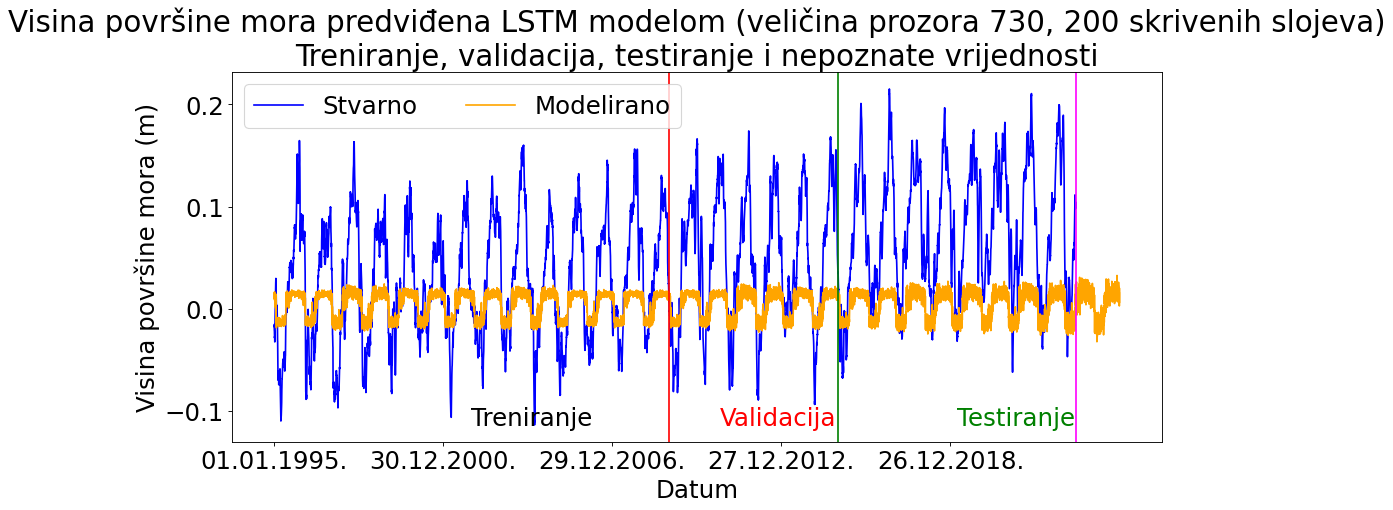 Visina površine mora predviđena LSTM modelom (veličina prozora 730, 200 skrivenih slojeva)
Treniranje, validacija, testiranje i nepoznate vrijednosti
Stvarno
Modelirano
Visina površine mora (m)
0.2
0.1
0.0
−0.1
Treniranje
Validacija
Testiranje
01.01.1995.
30.12.2000.
29.12.2006.
27.12.2012.
26.12.2018.
Datum